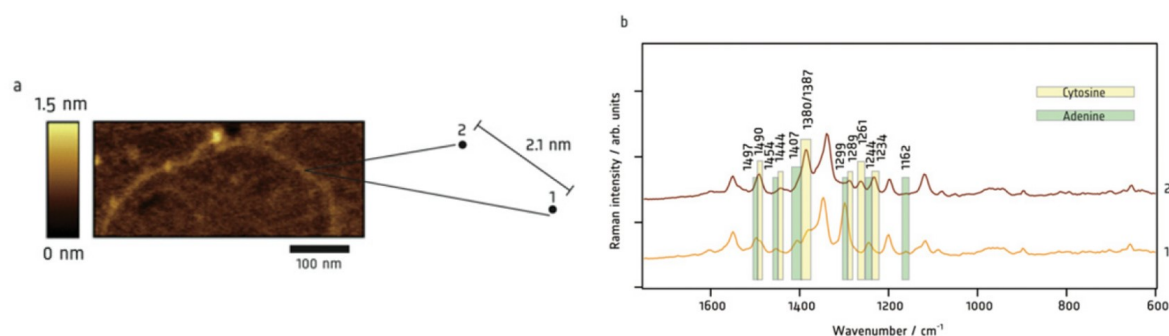 a
1.5 nm
0 nm
100 nm
2
2.1 nm
1
b
Raman intensity / arb. units
1497
1490
1454
1444
1407
1380/1387
1299
1289
1261
1244
1234
1162
Cytosine
Adenine
2
1
1600
1400
1200
1000
800
600
Wavenumber / cm⁻¹